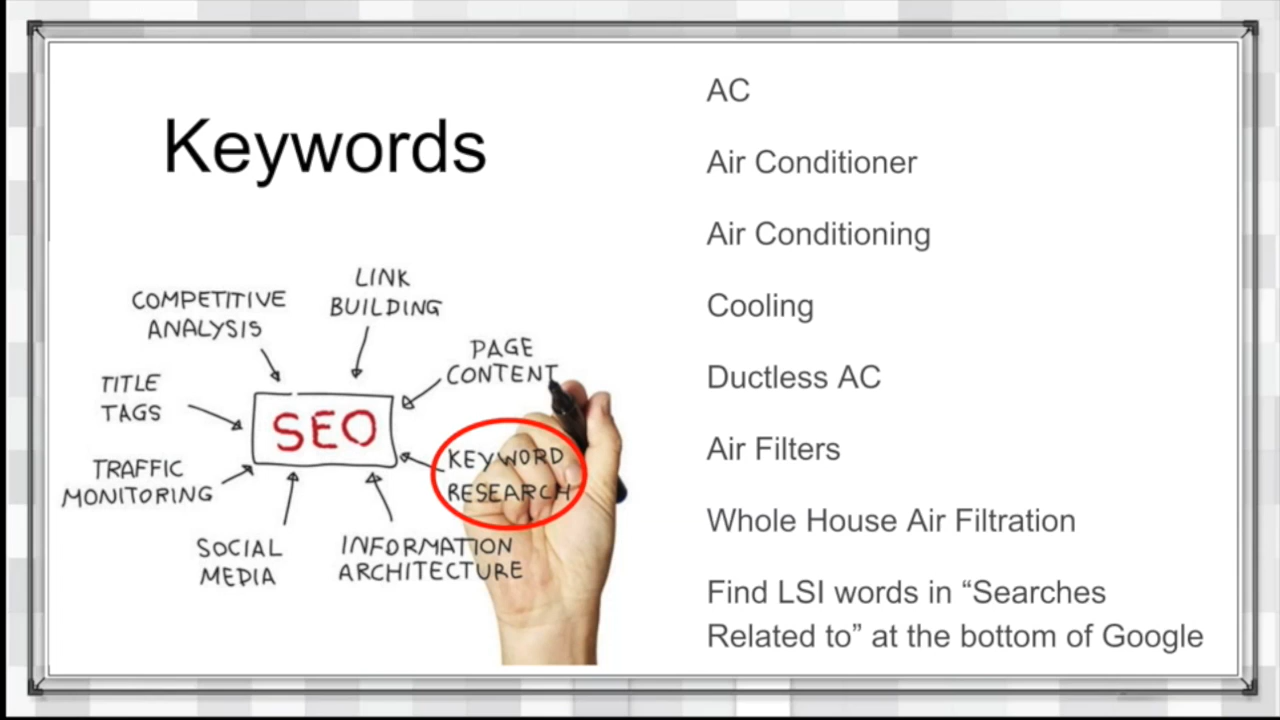 Keywords
COMPETITIVE
ANALYSIS
LINK
BUILDING
PAGE
CONTENT
TITLE
TAGS
SEO
KEYWORD
RESEARCH
TRAFFIC
MONITORING
SOCIAL
MEDIA
INFORMATION
ARCHITECTURE
AC
Air Conditioner
Air Conditioning
Cooling
Ductless AC
Air Filters
Whole House Air Filtration
Find LSI words in “Searches
Related to” at the bottom of Google